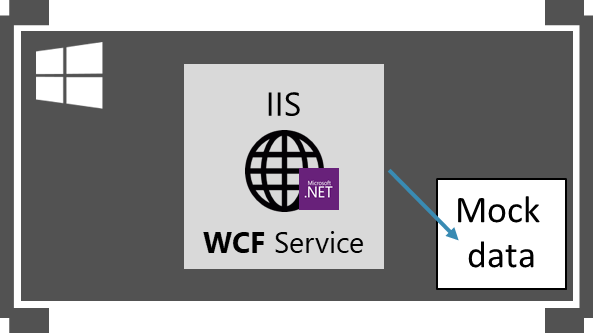 IIS
Microsoft
.NET
WCF Service
Mock
data